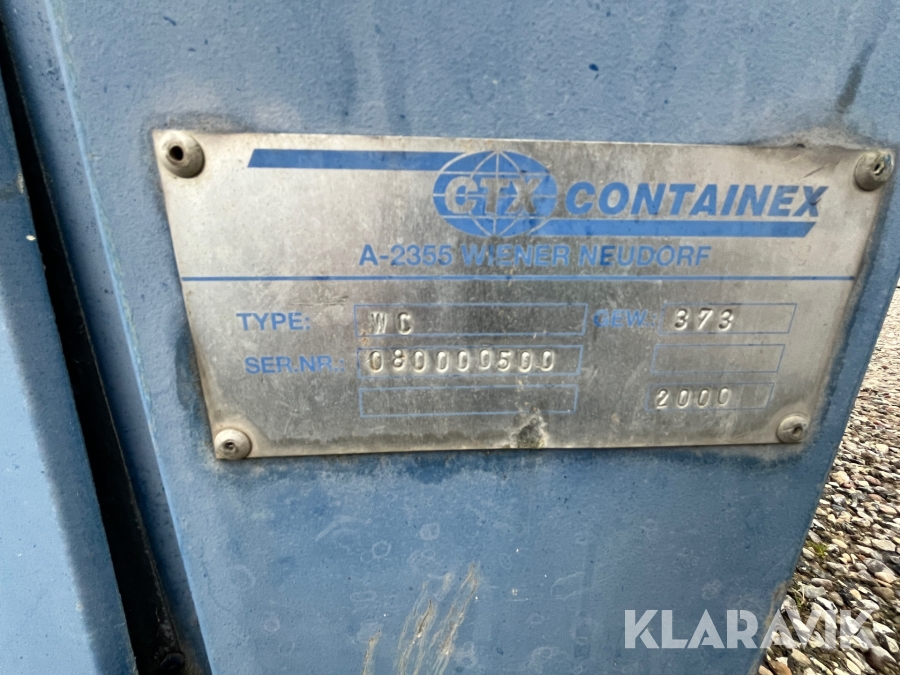 CTX CONTAINEX
A-2355 WIENER NEUDORF
TYPE: WC GEW.: 373
SER.NR.: 080000500
2000
KLARAVIK